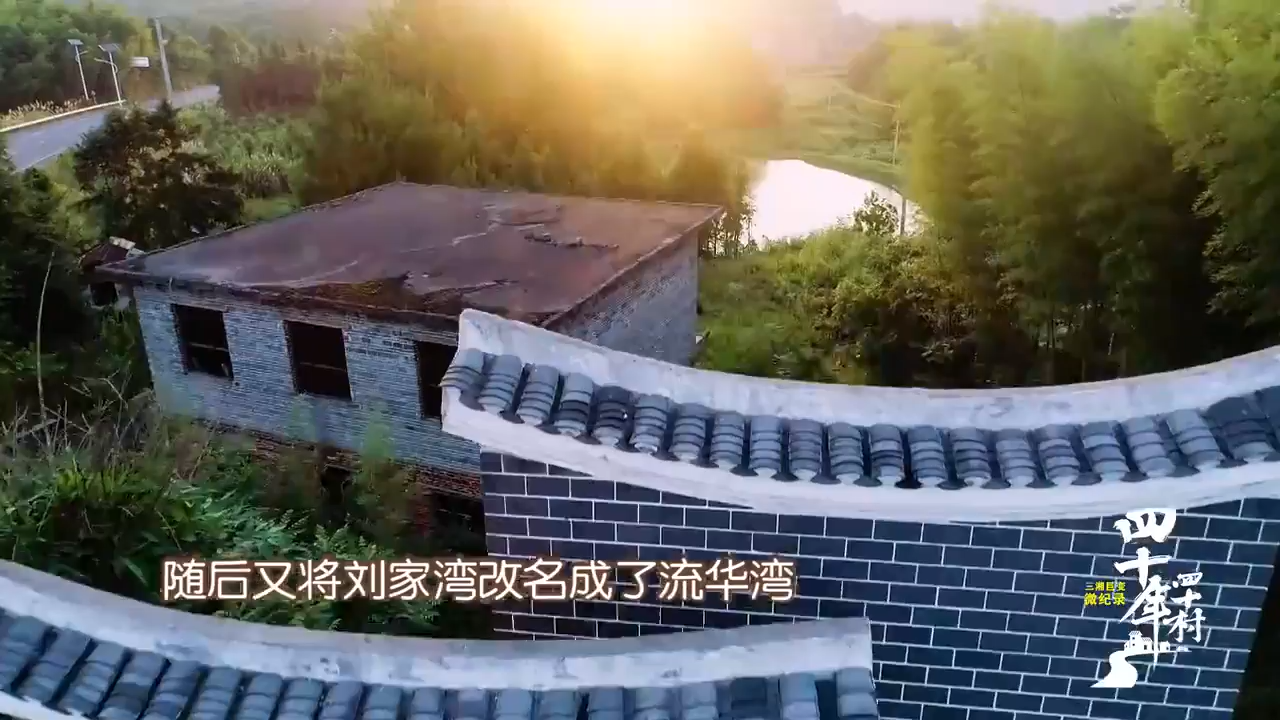 随后又将刘家湾改名成了流华湾
四十年
四十村
三湘巨变
微纪录